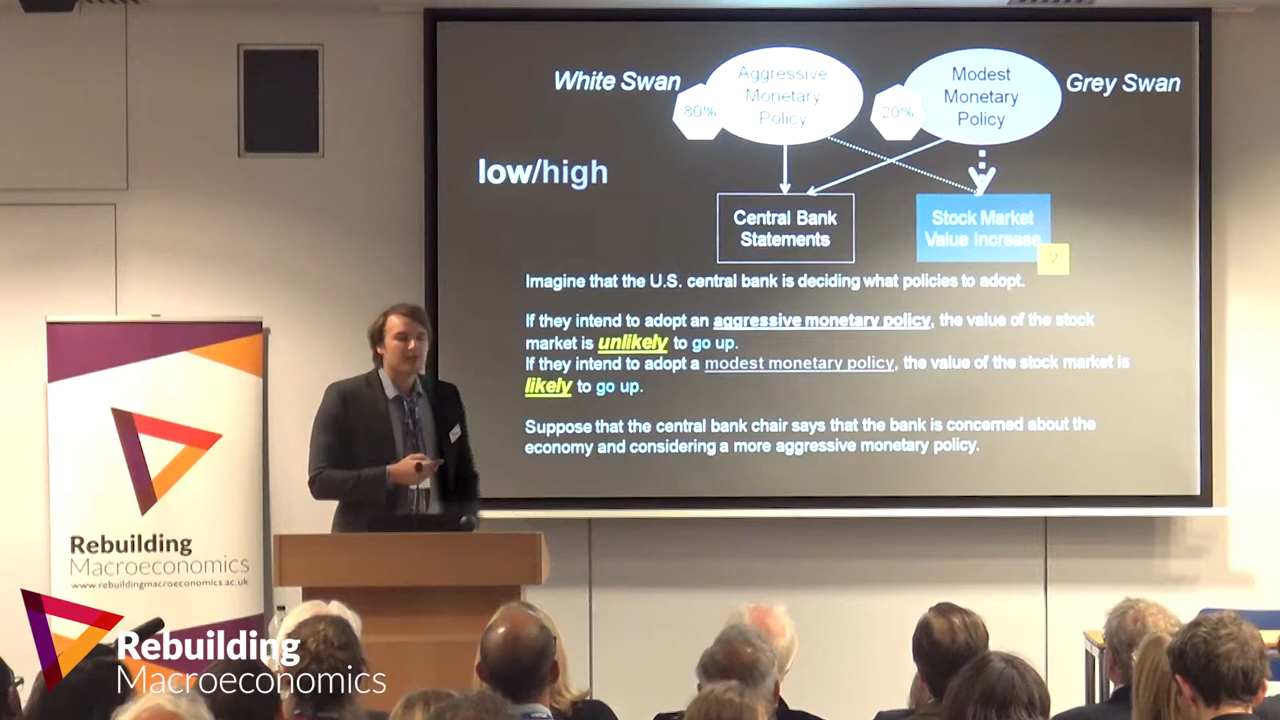 White Swan
Aggressive
Monetary
Policy
80%
Modest
Monetary
Policy
20%
Grey Swan
low/high
Central Bank
Statements
Stock Market
Value Increase
?
Imagine that the U.S. central bank is deciding what policies to adopt.
If they intend to adopt an aggressive monetary policy, the value of the stock
market is unlikely to go up.
If they intend to adopt a modest monetary policy, the value of the stock market is
likely to go up.
Suppose that the central bank chair says that the bank is concerned about the
economy and considering a more aggressive monetary policy.
Rebuilding
Macroeconomics
www.rebuildingmacroeconomics.ac.uk
Rebuilding
Macroeconomics